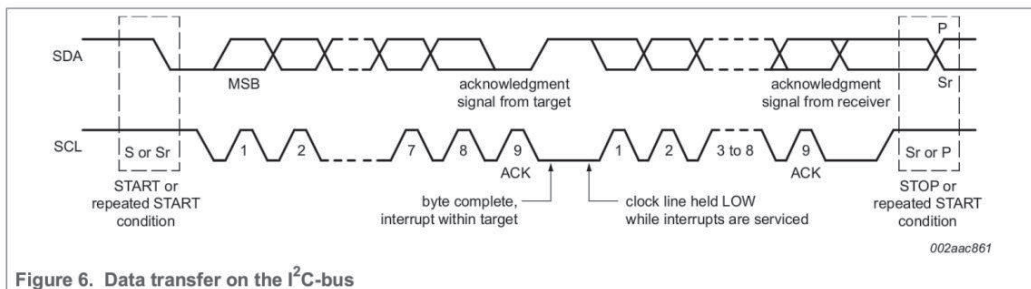 P
SDA
MSB
acknowledgment
signal from target
acknowledgment
signal from receiver
Sr
SCL
S or Sr
1
2
7
8
9
1
2
3 to 8
9
Sr or P
ACK
ACK
START or
repeated START
condition
byte complete,
interrupt within target
clock line held LOW
while interrupts are serviced
STOP or
repeated START
condition
002aac861
Figure 6. Data transfer on the I²C-bus